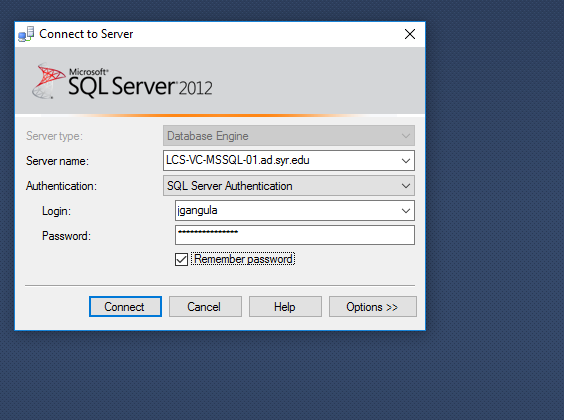 Connect to Server
Microsoft®
SQL Server® 2012
Server type: Database Engine
Server name: LCS-VC-MSSQL-01.ad.syr.edu
Authentication: SQL Server Authentication
Login: jgangula
Password: ***************
Remember password
Connect Cancel Help Options >>